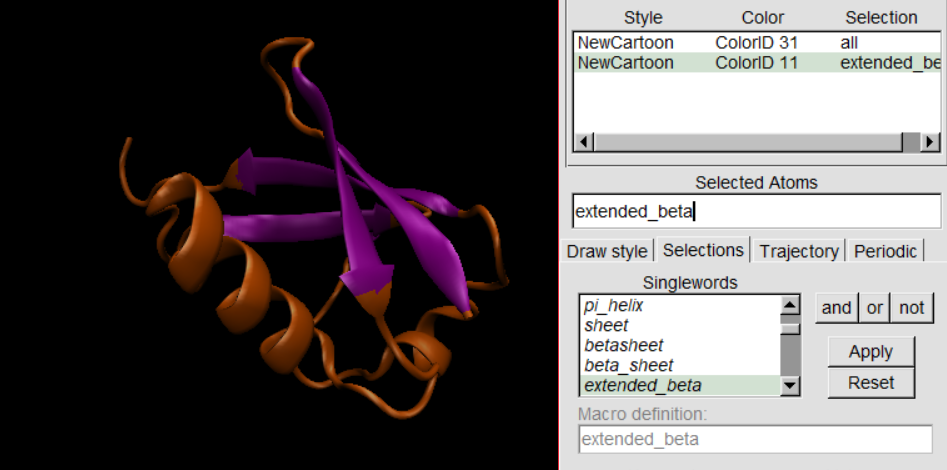 Style Color Selection
NewCartoon ColorID 31 all
NewCartoon ColorID 11 extended_be
Selected Atoms
extended_beta
Draw style Selections Trajectory Periodic
Singlewords
pi_helix
sheet
betasheet
beta_sheet
extended_beta
and or not
Apply
Reset
Macro definition:
extended_beta